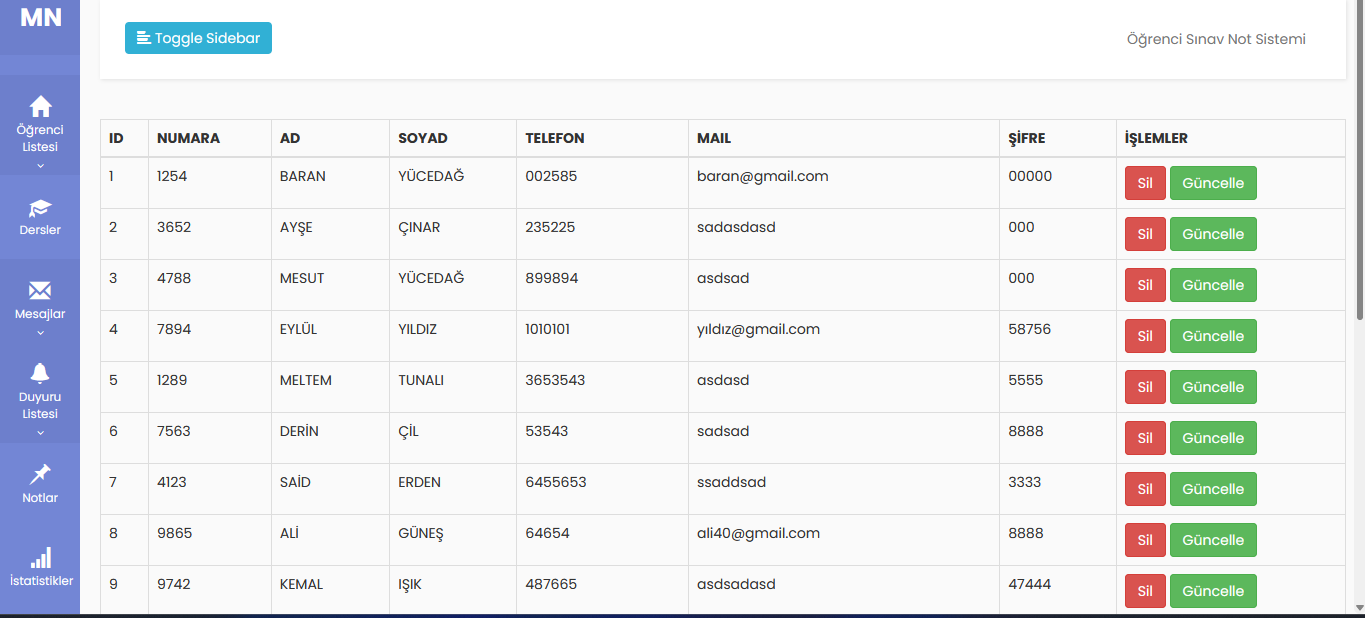 MN
Toggle Sidebar
Öğrenci Sınav Not Sistemi
Öğrenci
Listesi
Dersler
Mesajlar
Duyuru
Listesi
Notlar
İstatistikler
ID NUMARA AD SOYAD TELEFON MAIL ŞİFRE İŞLEMLER
1 1254 BARAN YÜCEDAĞ 002585 baran@gmail.com 00000 Sil Güncelle
2 3652 AYŞE ÇINAR 235225 sadasdasd 000 Sil Güncelle
3 4788 MESUT YÜCEDAĞ 899894 asdsad 000 Sil Güncelle
4 7894 EYLÜL YILDIZ 1010101 yıldız@gmail.com 58756 Sil Güncelle
5 1289 MELTEM TUNALI 3653543 asdasd 5555 Sil Güncelle
6 7563 DERİN ÇİL 53543 sadsad 8888 Sil Güncelle
7 4123 SAİD ERDEN 6455653 ssaddsad 3333 Sil Güncelle
8 9865 ALİ GÜNEŞ 64654 ali40@gmail.com 8888 Sil Güncelle
9 9742 KEMAL IŞIK 487665 asdsadasd 47444 Sil Güncelle